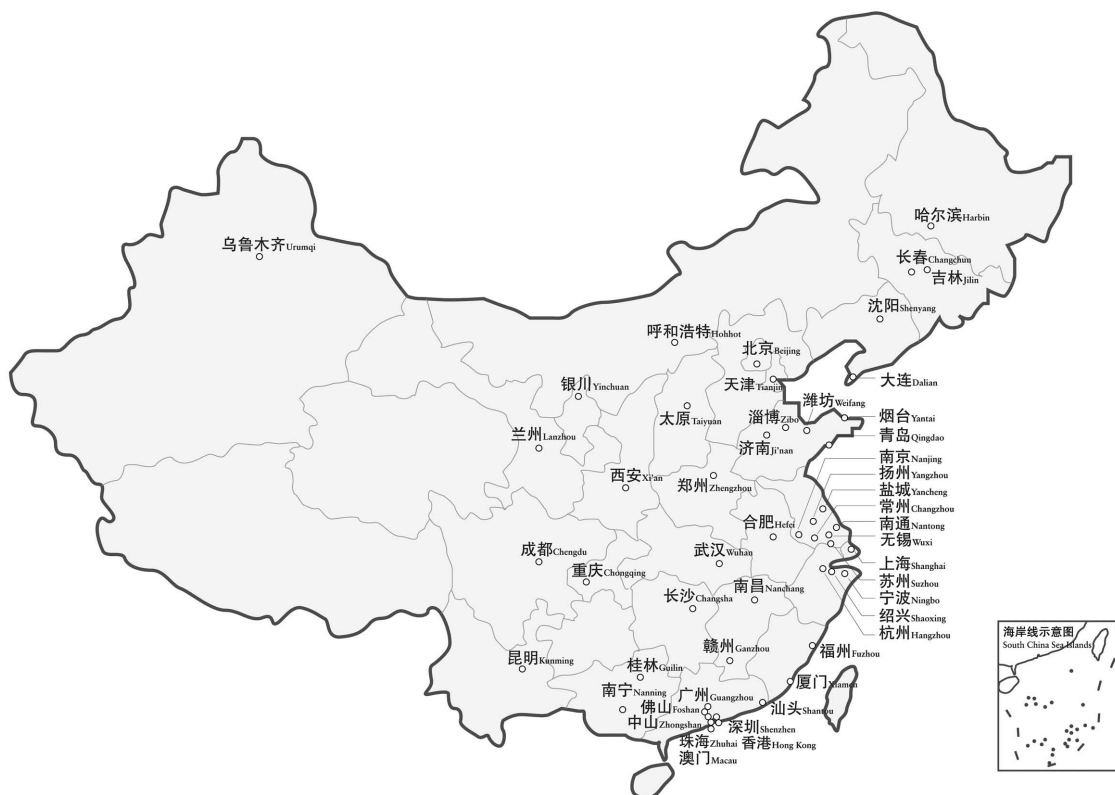 哈尔滨Harbin
乌鲁木齐Urumqi
长春Changchun
吉林Jilin
沈阳Shenyang
呼和浩特Hohhot
北京Beijing
天津Tianjin
大连Dalian
银川Yinchuan
潍坊Weifang
太原Taiyuan
淄博Zibo
烟台Yantai
兰州Lanzhou
济南Ji'nan
青岛Qingdao
南京Nanjing
西安Xi'an
郑州Zhengzhou
扬州Yangzhou
盐城Yancheng
常州Changzhou
合肥Hefei
南通Nantong
无锡Wuxi
成都Chengdu
武汉Wuhan
上海Shanghai
重庆Chongqing
苏州Suzhou
长沙Changsha
南昌Nanchang
宁波Ningbo
绍兴Shaoxing
杭州Hangzhou
海岸线示意图
South China Sea Islands
赣州Ganzhou
福州Fuzhou
昆明Kunming
桂林Guilin
厦门Xiamen
南宁Nanning
广州Guangzhou
佛山Foshan
汕头Shantou
中山Zhongshan
深圳Shenzhen
珠海Zhuhai
香港Hong Kong
澳门Macau